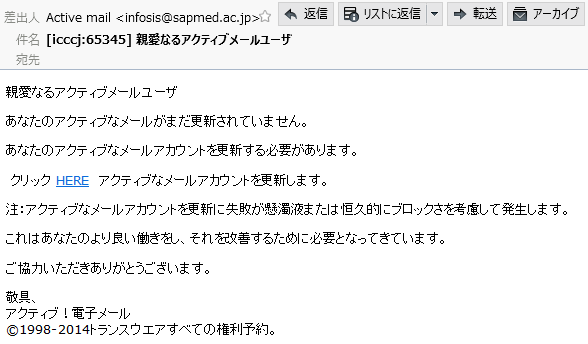 差出人 Active mail <infosis@sapmed.ac.jp> 返信 リストに返信 転送 アーカイブ
件名 [icccj:65345] 親愛なるアクティブメールユーザ
宛先
親愛なるアクティブメールユーザ
あなたのアクティブなメールがまだ更新されていません。
あなたのアクティブなメールアカウントを更新する必要があります。
クリック HERE アクティブなメールアカウントを更新します。
注：アクティブなメールアカウントを更新に失敗が懸濁液または恒久的にブロックさを考慮して発生します。
これはあなたのより良い働きをし、それを改善するために必要となってきています。
ご協力いただきありがとうございます。
敬具、
アクティブ！電子メール
©1998-2014トランスウエアすべての権利予約。